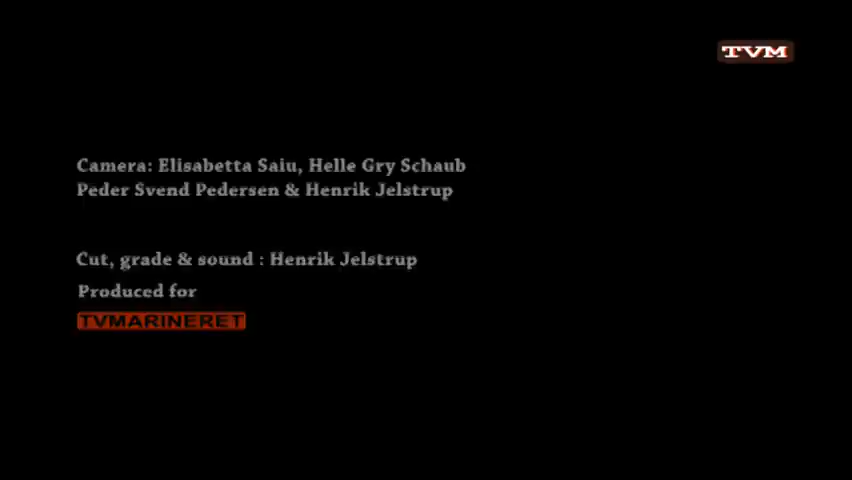 TVM
Camera: Elisabetta Saiu, Helle Gry Schaub
Peder Svend Pedersen & Henrik Jelstrup
Cut, grade & sound : Henrik Jelstrup
Produced for
TVMARINERET